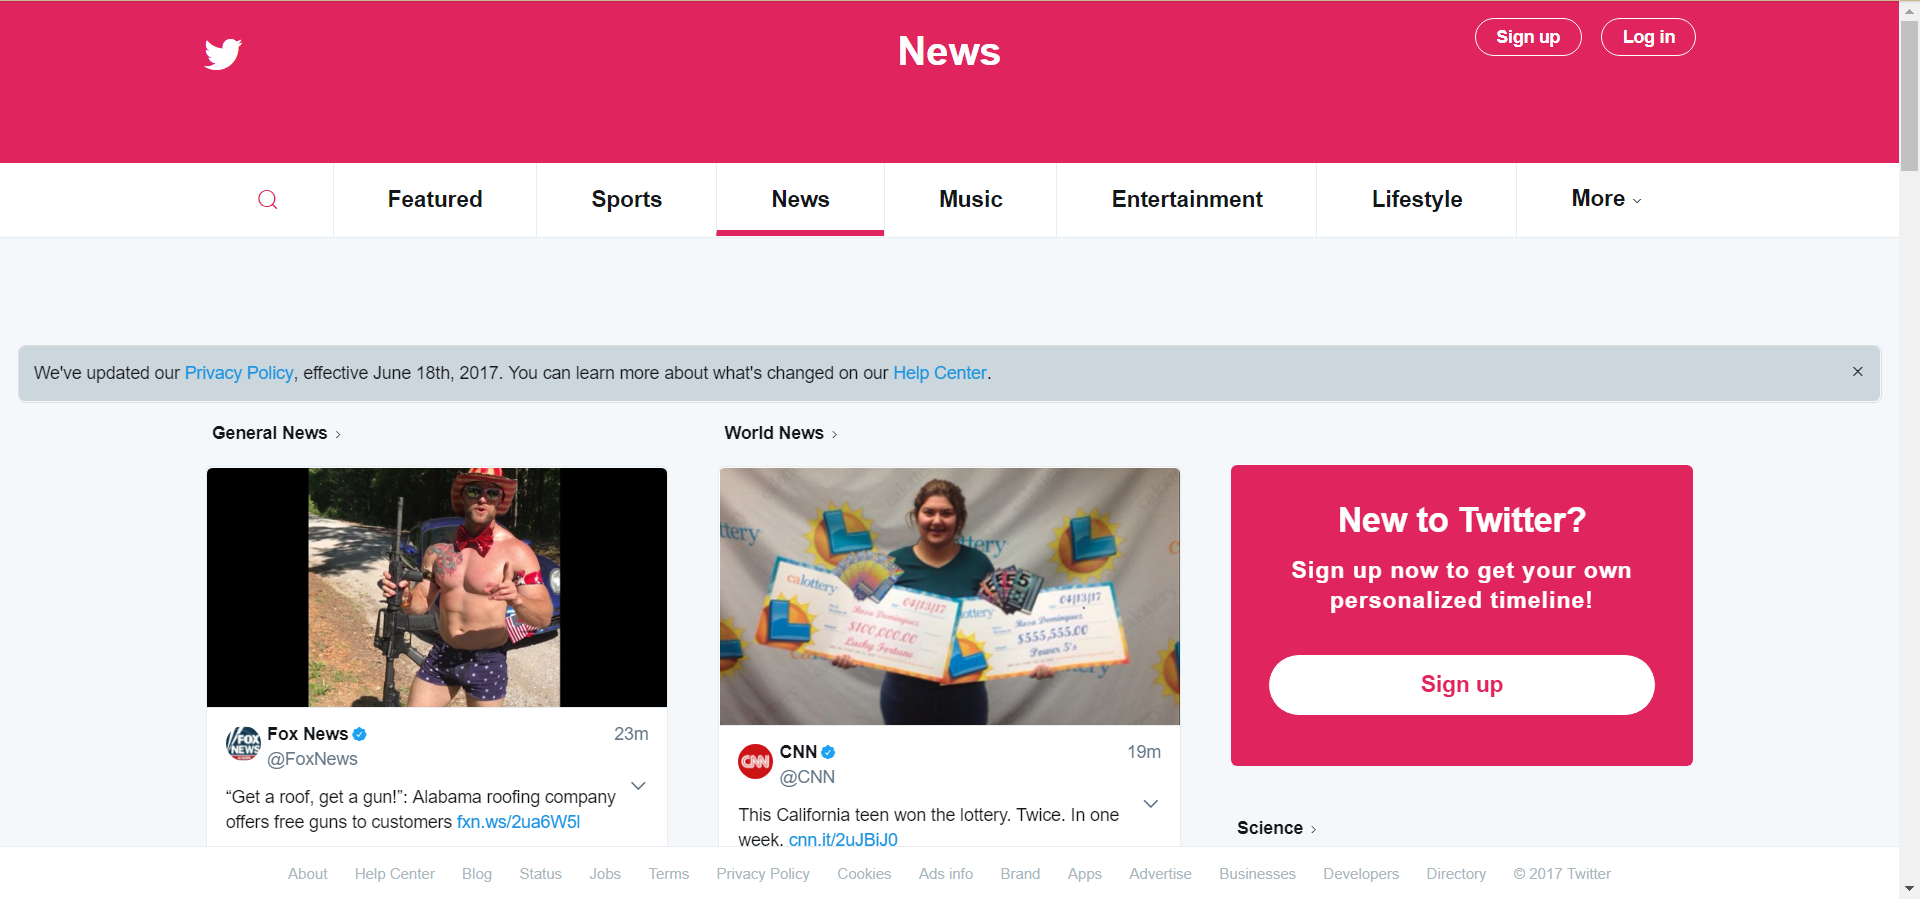 News
Sign up
Log in
Featured
Sports
News
Music
Entertainment
Lifestyle
More
We've updated our Privacy Policy, effective June 18th, 2017. You can learn more about what's changed on our Help Center.
General News
FOX
NEWS
Fox News
@FoxNews
23m
“Get a roof, get a gun!”: Alabama roofing company
offers free guns to customers fxn.ws/2ua6W5l
World News
calottery
04/13/17
Rosa Dominguez
$100,000.00
Lucky Fortune
lottery
04/13/17
Rosa Dominguez
$555,555.00
Power 5's
CNN
CNN
@CNN
19m
This California teen won the lottery. Twice. In one
week. cnn.it/2uJBiJ0
New to Twitter?
Sign up now to get your own
personalized timeline!
Sign up
Science
About
Help Center
Blog
Status
Jobs
Terms
Privacy Policy
Cookies
Ads info
Brand
Apps
Advertise
Businesses
Developers
Directory
© 2017 Twitter